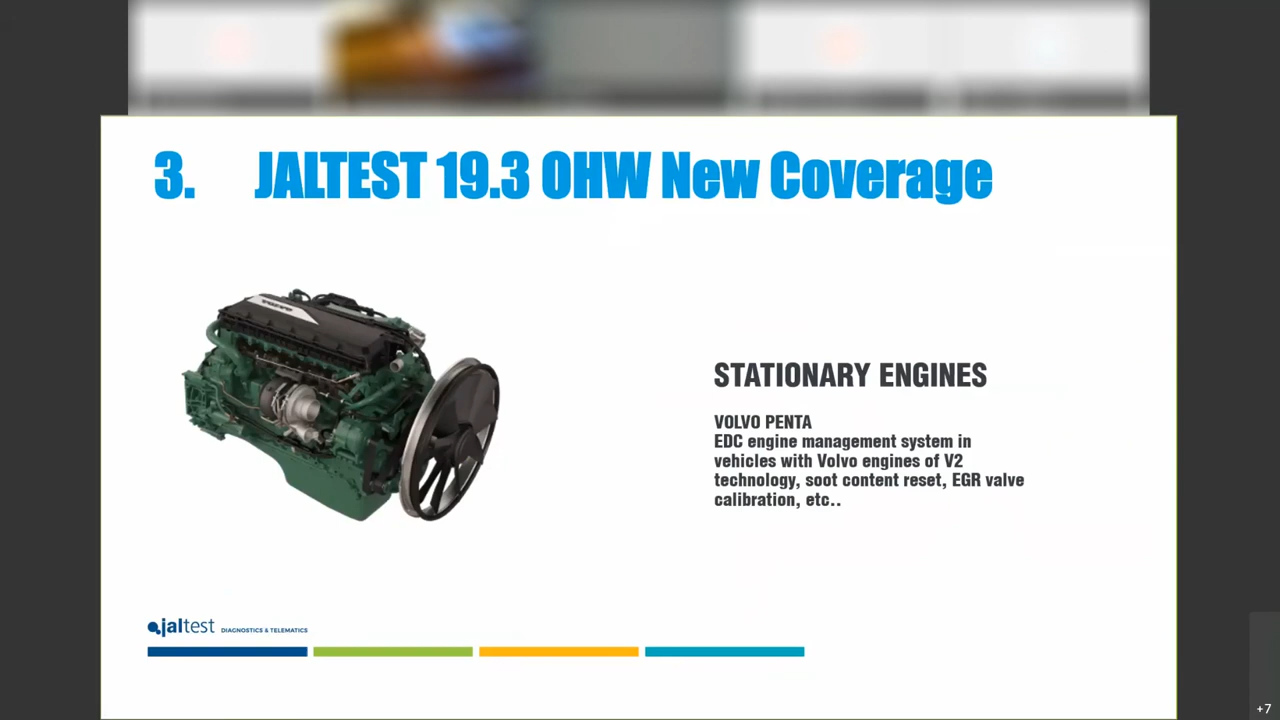 3. JALTEST 19.3 OHW New Coverage
VOLVO
STATIONARY ENGINES
VOLVO PENTA
EDC engine management system in
vehicles with Volvo engines of V2
technology, soot content reset, EGR valve
calibration, etc..
jaltest DIAGNOSTICS & TELEMATICS
+7